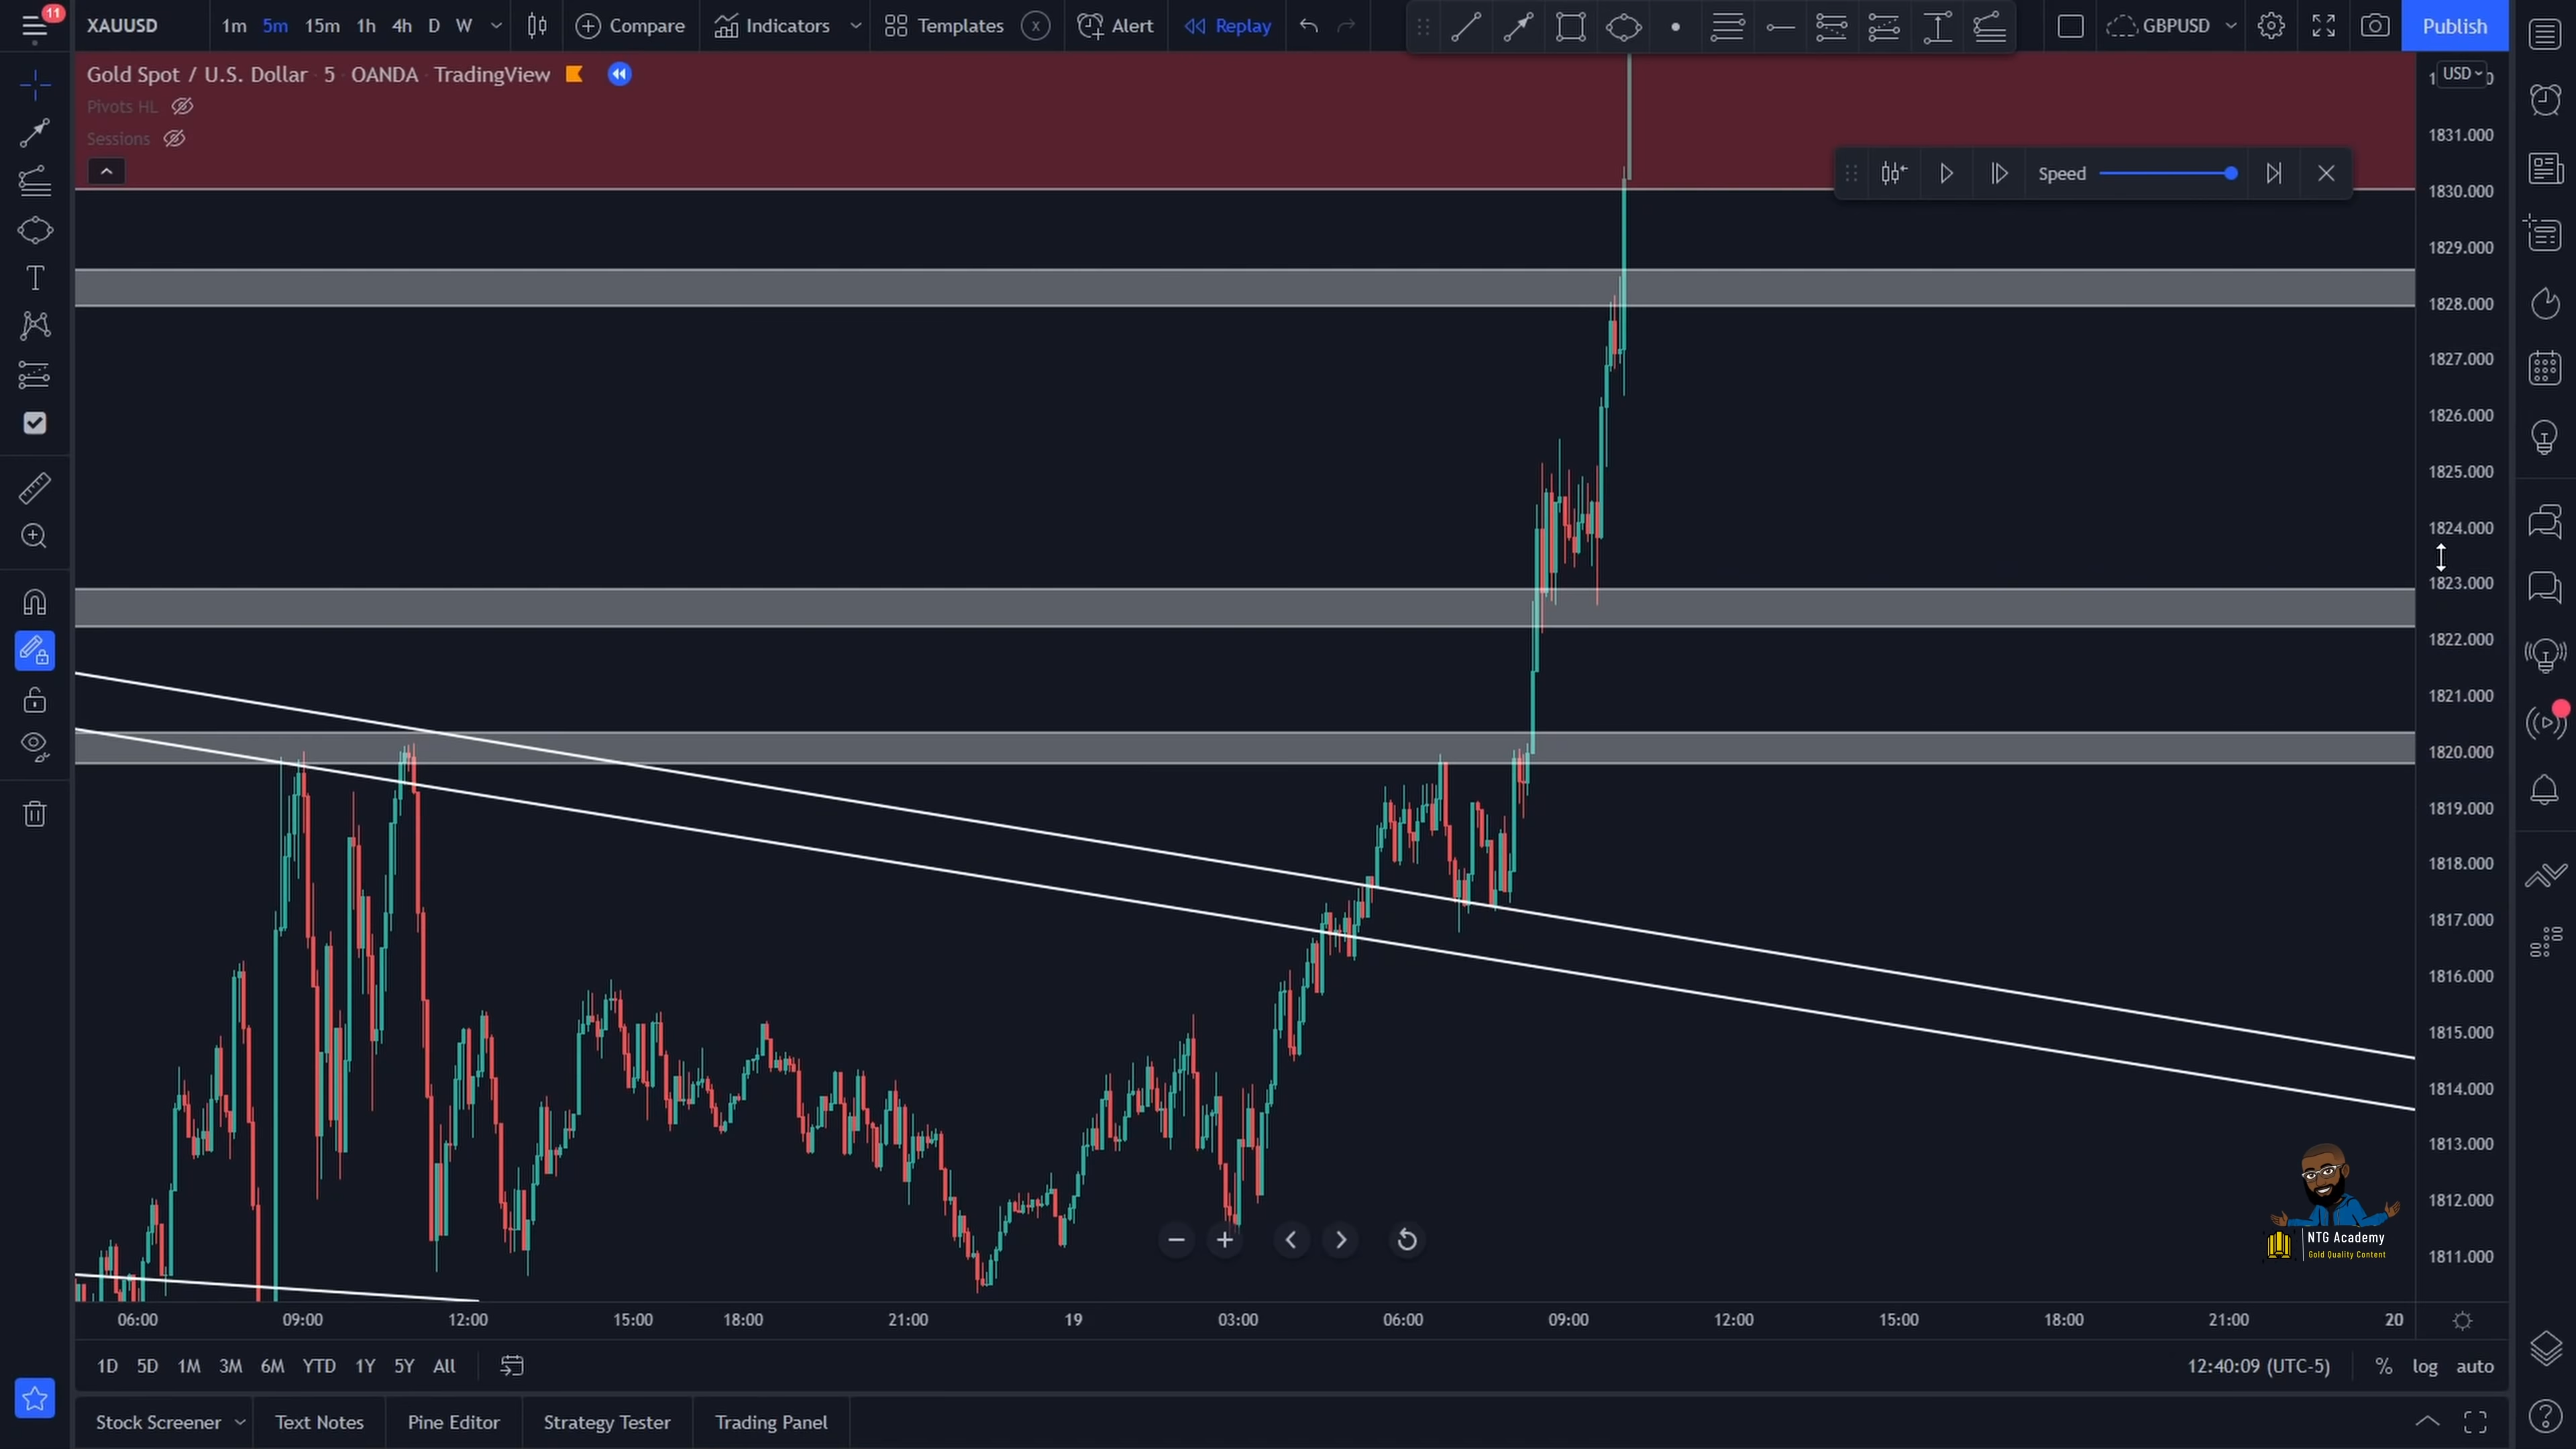 11
XAUUSD 1m 5m 15m 1h 4h D W Compare Indicators Templates x Alert Replay GBPUSD Publish
Gold Spot / U.S. Dollar · 5 · OANDA · TradingView
USD
Pivots HL
Sessions
Speed
1831.000
1830.000
1829.000
1828.000
1827.000
1826.000
1825.000
1824.000
1823.000
1822.000
1821.000
1820.000
1819.000
1818.000
1817.000
1816.000
1815.000
1814.000
1813.000
1812.000
1811.000
NTG Academy
Gold Quality Content
06:00 09:00 12:00 15:00 18:00 21:00 19 03:00 06:00 09:00 12:00 15:00 18:00 21:00 20
1D 5D 1M 3M 6M YTD 1Y 5Y All 12:40:09 (UTC-5) % log auto
Stock Screener Text Notes Pine Editor Strategy Tester Trading Panel